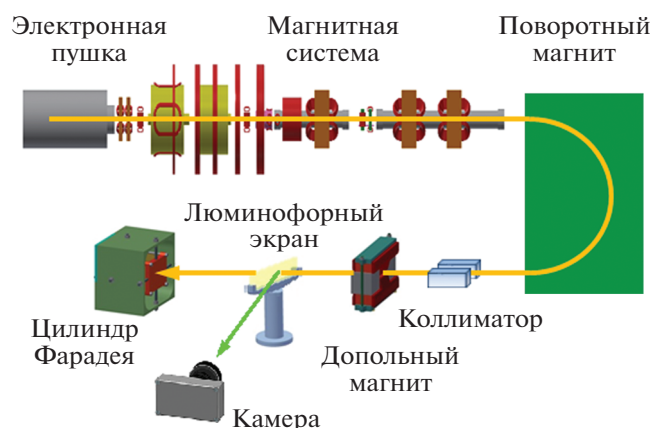 Электронная
пушка
Магнитная
система
Поворотный
магнит
Люминофорный
экран
Цилиндр
Фарадея
Коллиматор
Допольный
магнит
Камера